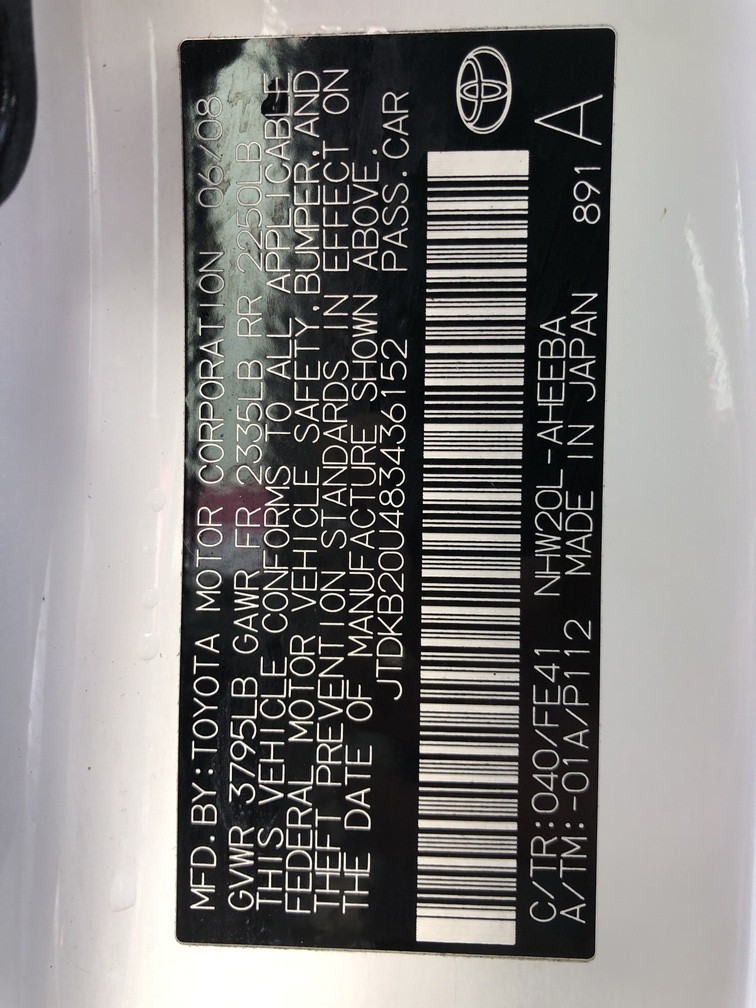 MFD.BY:TOYOTA MOTOR CORPORATION 06/08
GVWR 3795LB GAWR FR 2335LB RR 2250LB
THIS VEHICLE CONFORMS TO ALL APPLICABLE
FEDERAL MOTOR VEHICLE SAFETY,BUMPER,AND
THEFT PREVENTION STANDARDS IN EFFECT ON
THE DATE OF MANUFACTURE SHOWN ABOVE.
JTDKB20U483436152 PASS.CAR
C/TR:040/FE41 NHW20L-AHEEBA 891 A
A/TM:-01A/P112 MADE IN JAPAN